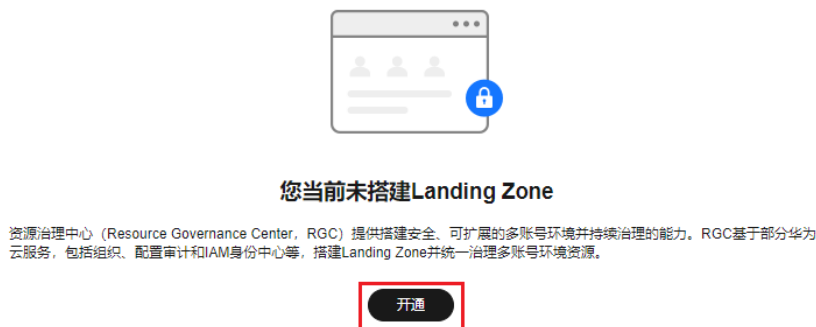 您当前未搭建Landing Zone
资源治理中心（Resource Governance Center，RGC）提供搭建安全、可扩展的多账号环境并持续治理的能力。RGC基于部分华为
云服务，包括组织、配置审计和IAM身份中心等，搭建Landing Zone并统一治理多账号环境资源。
开通